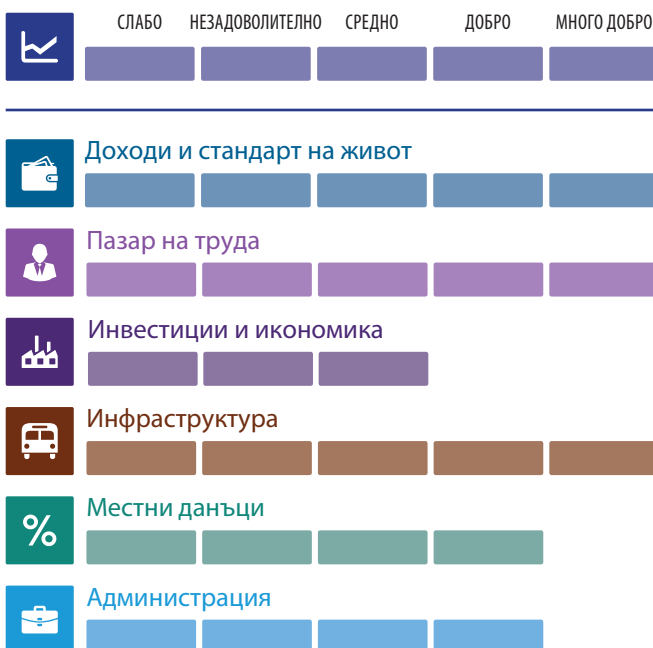 СЛАБО НЕЗАДОВОЛИТЕЛНО СРЕДНО ДОБРО МНОГО ДОБРО
Доходи и стандарт на живот
Пазар на труда
Инвестиции и икономика
Инфраструктура
Местни данъци
%
Администрация